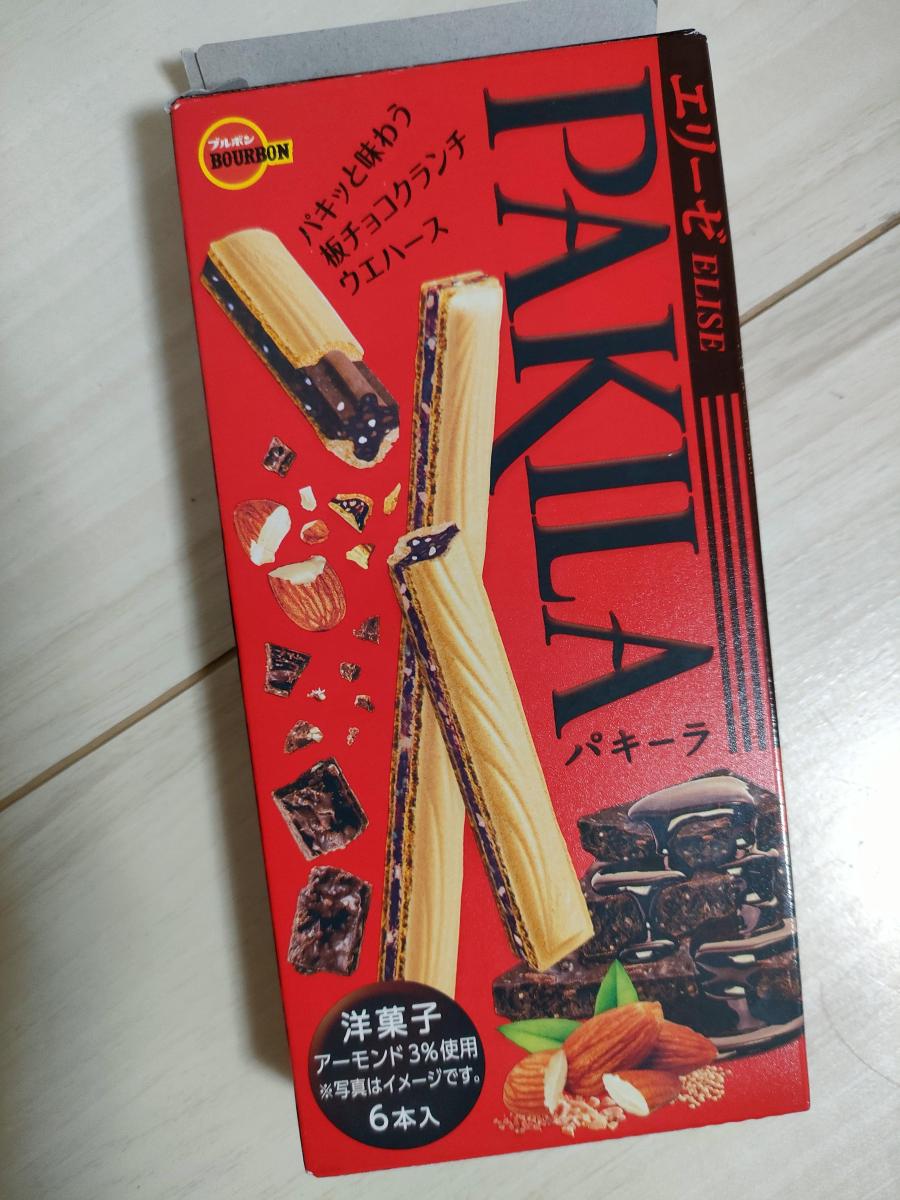 ブルボン
BOURBON
パキッと味わう
板チョコクランチ
ウエハース
エリーゼ ELISE
PAKILA
パキーラ
洋菓子
アーモンド3%使用
※写真はイメージです。
6本入